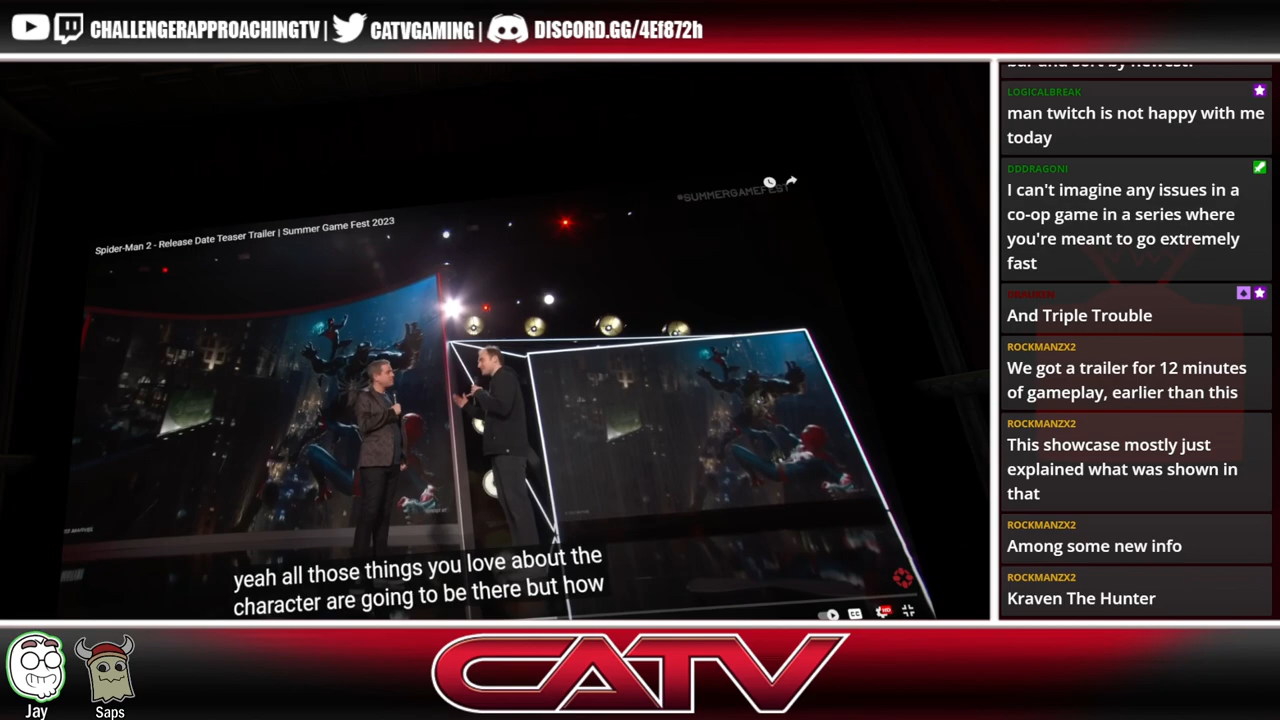 CHALLENGERAPPROACHINGTV | CATVGAMING | DISCORD.GG/4Ef872h
LOGICALBREAK
man twitch is not happy with me
today
DDDRAGONI
I can't imagine any issues in a
co-op game in a series where
you're meant to go extremely
fast
And Triple Trouble
ROCKMANZX2
We got a trailer for 12 minutes
of gameplay, earlier than this
ROCKMANZX2
This showcase mostly just
explained what was shown in
that
ROCKMANZX2
Among some new info
ROCKMANZX2
Kraven The Hunter
#SUMMERGAMEFEST
Spider-Man 2 - Release Date Teaser Trailer | Summer Game Fest 2023
yeah all those things you love about the
character are going to be there but how
CC
HD
Jay
Saps
CATV